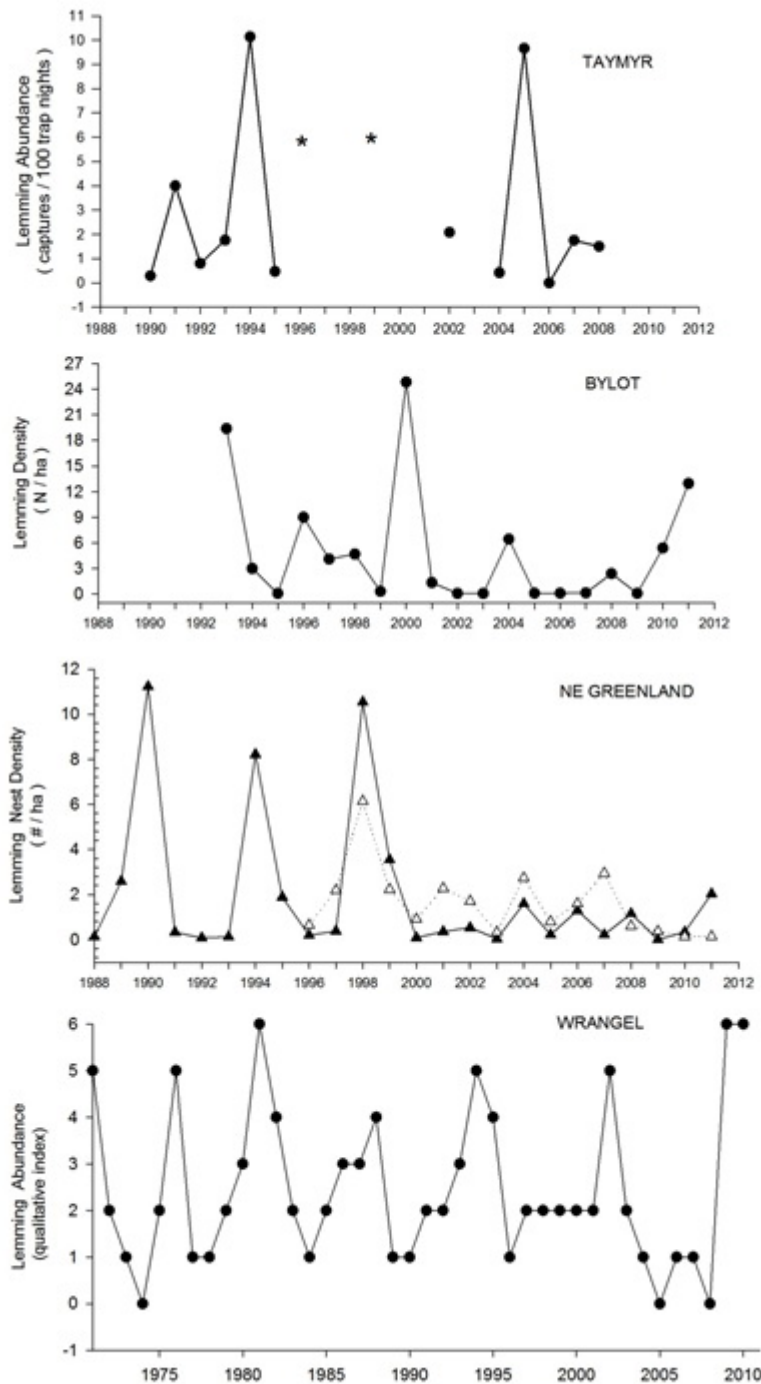 TAYMYR
Lemming Abundance
( captures / 100 trap nights )
11
10
9
8
7
6
5
4
3
2
1
0
-1
* *
1988 1990 1992 1994 1996 1998 2000 2002 2004 2006 2008 2010 2012
BYLOT
Lemming Density
( N / ha )
27
24
21
18
15
12
9
6
3
0
1988 1990 1992 1994 1996 1998 2000 2002 2004 2006 2008 2010 2012
NE GREENLAND
Lemming Nest Density
( # / ha )
12
10
8
6
4
2
0
1988 1990 1992 1994 1996 1998 2000 2002 2004 2006 2008 2010 2012
WRANGEL
Lemming Abundance
(qualitative index)
6
5
4
3
2
1
0
-1
1975 1980 1985 1990 1995 2000 2005 2010